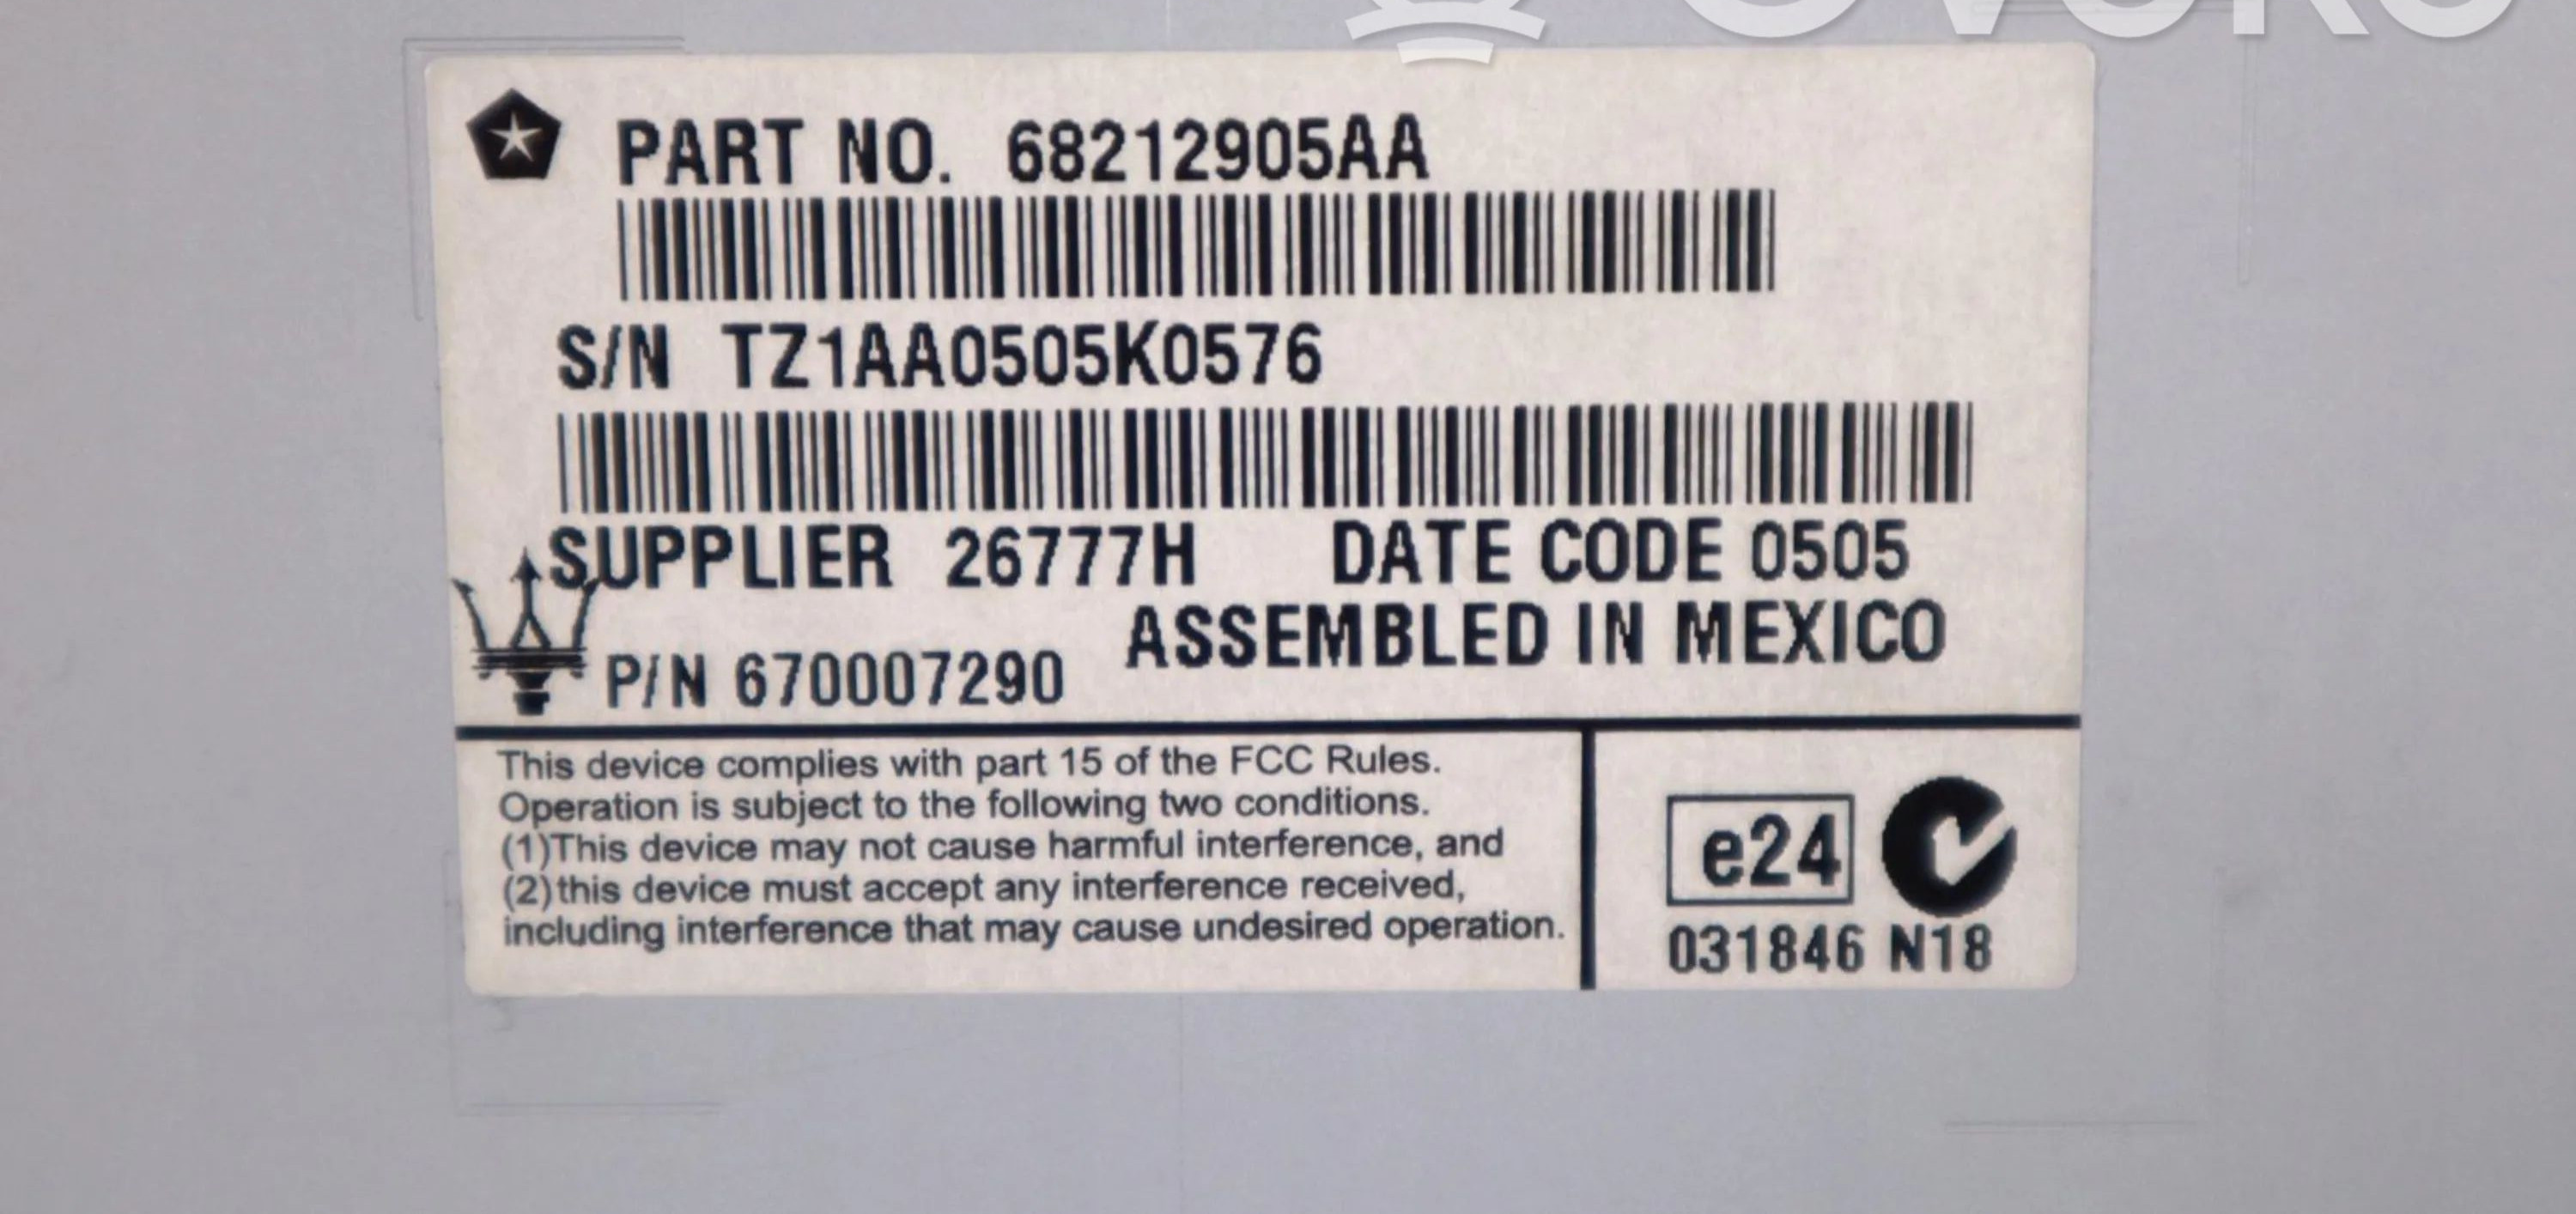 PART NO. 68212905AA
S/N TZ1AA0505K0576
SUPPLIER 26777H DATE CODE 0505
ASSEMBLED IN MEXICO
P/N 670007290
This device complies with part 15 of the FCC Rules.
Operation is subject to the following two conditions.
(1)This device may not cause harmful interference, and
(2)this device must accept any interference received,
including interference that may cause undesired operation.
e24
031846 N18